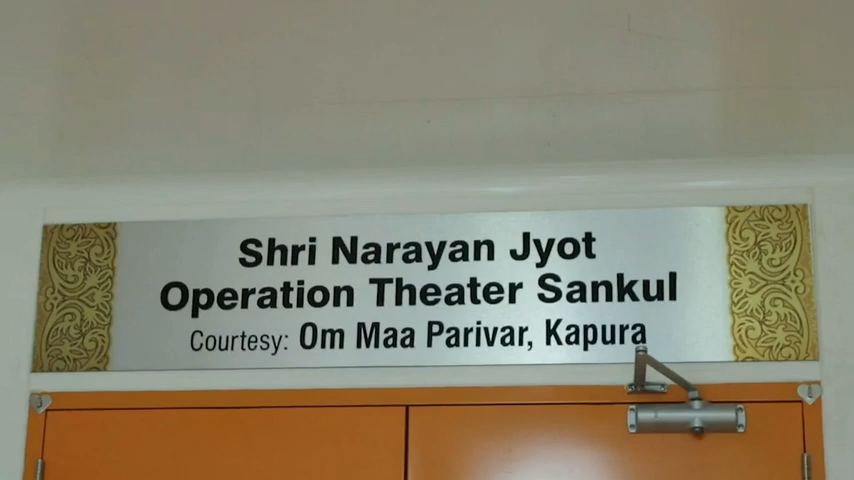 Shri Narayan Jyot
Operation Theater Sankul
Courtesy: Om Maa Parivar, Kapura